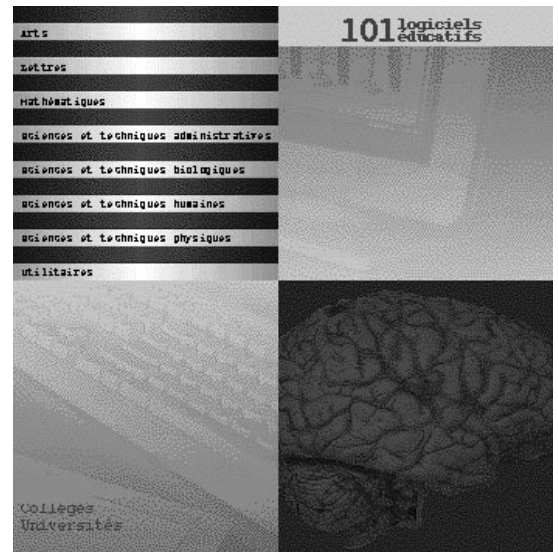 Arts
Lettres
Mathématiques
sciences et techniques administratives
sciences et techniques biologiques
sciences et techniques humaines
sciences et techniques physiques
utilitaires
101 logiciels
éducatifs
Collèges
Universités